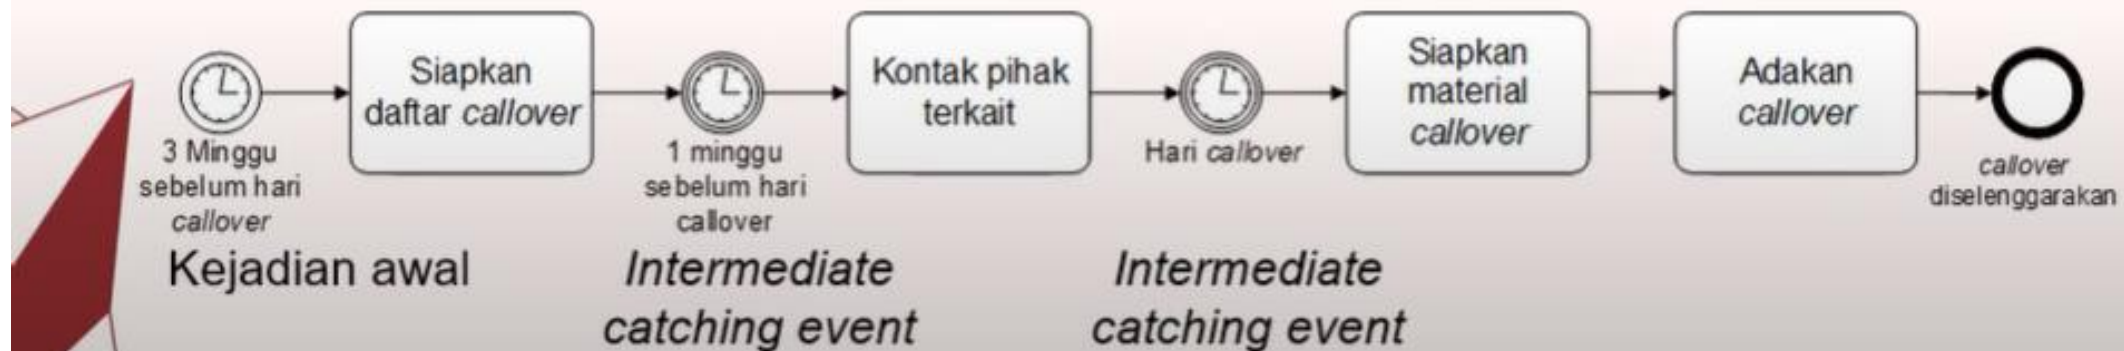 3 Minggu
sebelum hari
callover
Kejadian awal
Siapkan
daftar callover
1 minggu
sebelum hari
callover
Intermediate
catching event
Kontak pihak
terkait
Hari callover
Intermediate
catching event
Siapkan
material
callover
Adakan
callover
callover
diselenggarakan